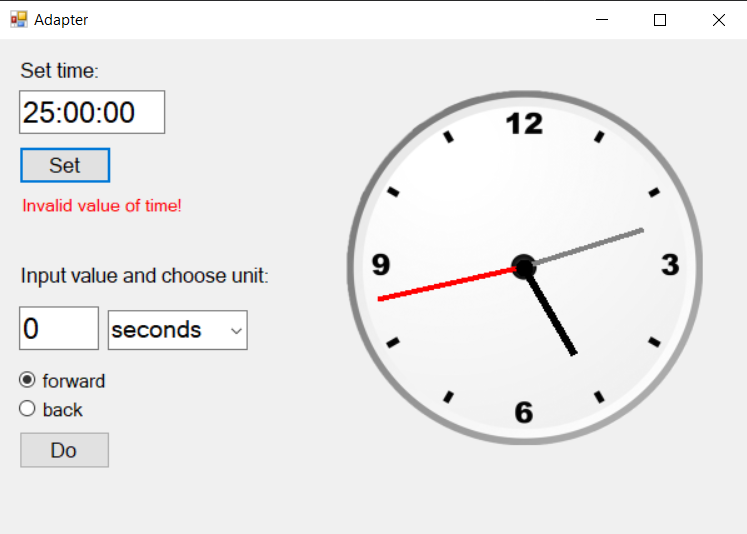 Adapter
Set time:
25:00:00
Set
Invalid value of time!
Input value and choose unit:
0
seconds
forward
back
Do
12
9
3
6